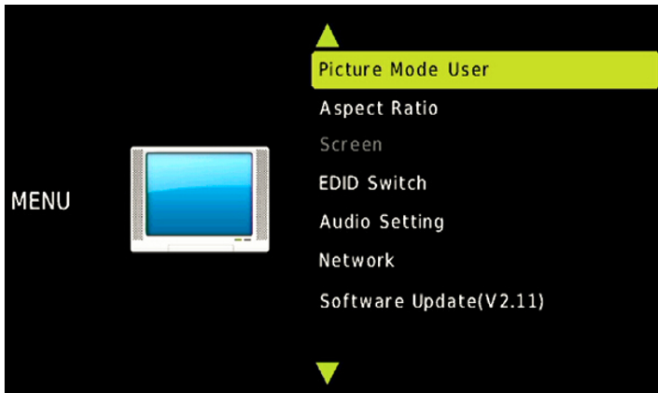 MENU
Picture Mode User
Aspect Ratio
Screen
EDID Switch
Audio Setting
Network
Software Update(V2.11)